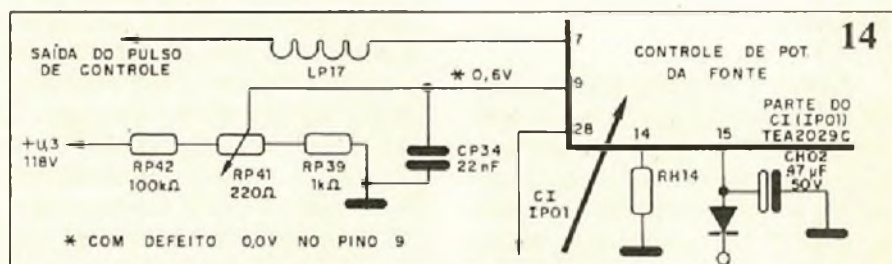 14
SAÍDA DO PULSO
DE CONTROLE
LP17
7
CONTROLE DE POT.
DA FONTE
* 0,6V
9
28
PARTE DO
CI (IP01)
TEA2029C
+U,3
118V
RP42
100kΩ
RP41
220Ω
RP39
1kΩ
CP34
22nF
14
15
RH14
CH02
47 µF
50V
CI
IP01
* COM DEFEITO 0,0V NO PINO 9